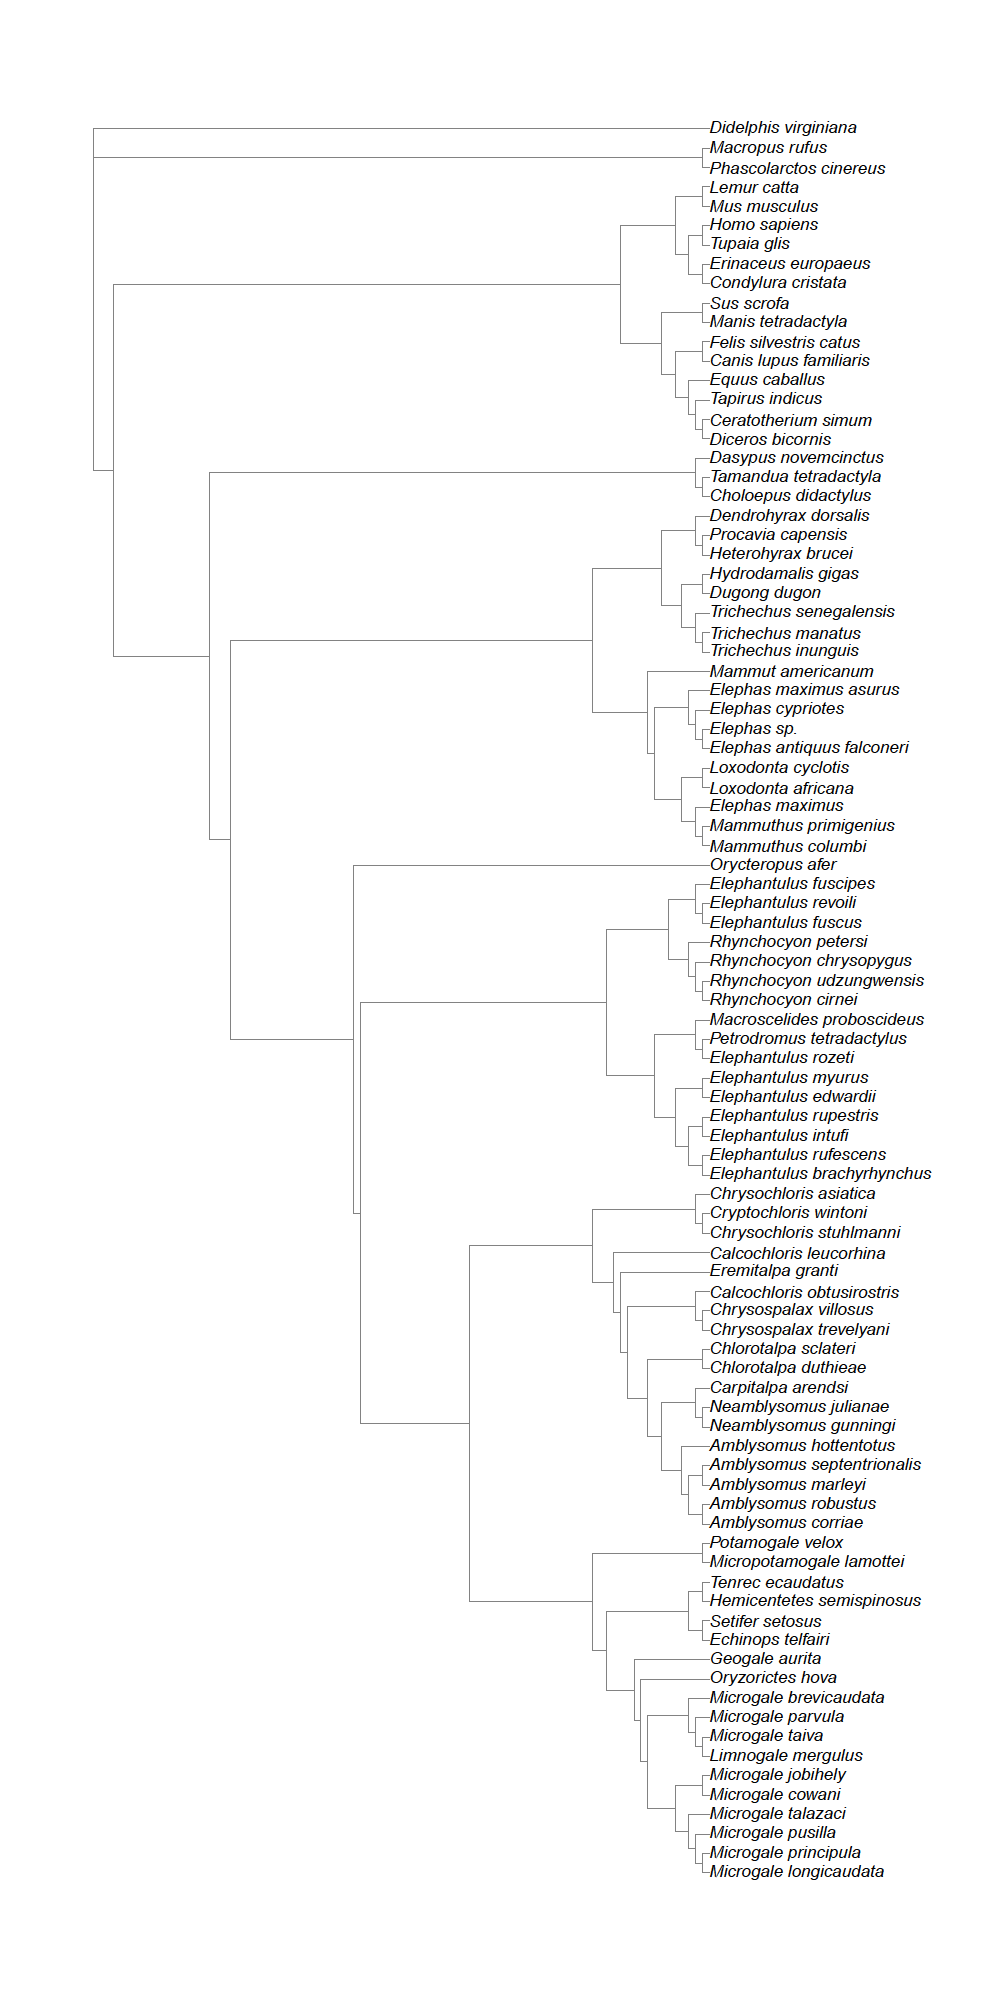 Didelphis virginiana
Macropus rufus
Phascolarctos cinereus
Lemur catta
Mus musculus
Homo sapiens
Tupaia glis
Erinaceus europaeus
Condylura cristata
Sus scrofa
Manis tetradactyla
Felis silvestris catus
Canis lupus familiaris
Equus caballus
Tapirus indicus
Ceratotherium simum
Diceros bicornis
Dasypus novemcinctus
Tamandua tetradactyla
Choloepus didactylus
Dendrohyrax dorsalis
Procavia capensis
Heterohyrax brucei
Hydrodamalis gigas
Dugong dugon
Trichechus senegalensis
Trichechus manatus
Trichechus inunguis
Mammut americanum
Elephas maximus asurus
Elephas cypriotes
Elephas sp.
Elephas antiquus falconeri
Loxodonta cyclotis
Loxodonta africana
Elephas maximus
Mammuthus primigenius
Mammuthus columbi
Orycteropus afer
Elephantulus fuscipes
Elephantulus revoili
Elephantulus fuscus
Rhynchocyon petersi
Rhynchocyon chrysopygus
Rhynchocyon udzungwensis
Rhynchocyon cirnei
Macroscelides proboscideus
Petrodromus tetradactylus
Elephantulus rozeti
Elephantulus myurus
Elephantulus edwardii
Elephantulus rupestris
Elephantulus intufi
Elephantulus rufescens
Elephantulus brachyrhynchus
Chrysochloris asiatica
Cryptochloris wintoni
Chrysochloris stuhlmanni
Calcochloris leucorhina
Eremitalpa granti
Calcochloris obtusirostris
Chrysospalax villosus
Chrysospalax trevelyani
Chlorotalpa sclateri
Chlorotalpa duthieae
Carpitalpa arendsi
Neamblysomus julianae
Neamblysomus gunningi
Amblysomus hottentotus
Amblysomus septentrionalis
Amblysomus marleyi
Amblysomus robustus
Amblysomus corriae
Potamogale velox
Micropotamogale lamottei
Tenrec ecaudatus
Hemicentetes semispinosus
Setifer setosus
Echinops telfairi
Geogale aurita
Oryzorictes hova
Microgale brevicaudata
Microgale parvula
Microgale taiva
Limnogale mergulus
Microgale jobihely
Microgale cowani
Microgale talazaci
Microgale pusilla
Microgale principula
Microgale longicaudata